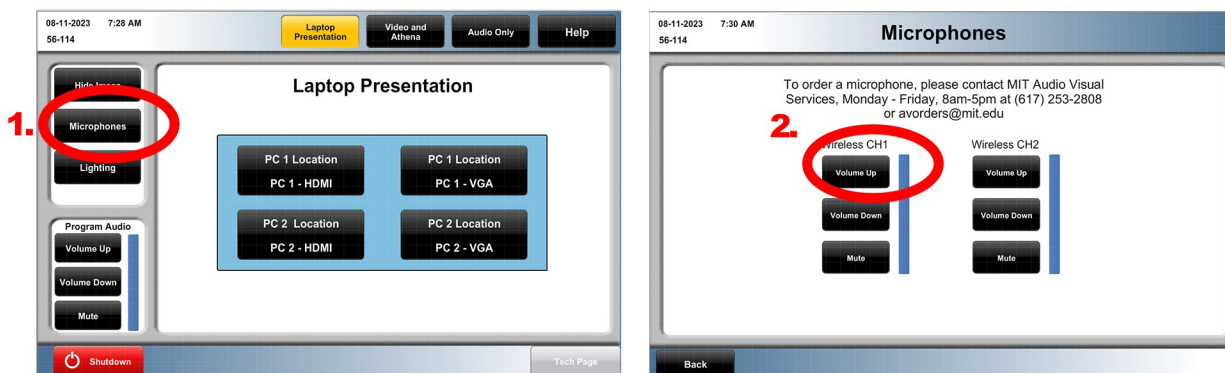 08-11-2023 7:28 AM
56-114
Laptop
Presentation
Video and
Athena
Audio Only
Help
1.
Hide Image
Microphones
Lighting
Program Audio
Volume Up
Volume Down
Mute
Laptop Presentation
PC 1 Location
PC 1 - HDMI
PC 1 Location
PC 1 - VGA
PC 2 Location
PC 2 - HDMI
PC 2 Location
PC 2 - VGA
Shutdown
Tech Page
08-11-2023 7:30 AM
56-114
Microphones
To order a microphone, please contact MIT Audio Visual
Services, Monday - Friday, 8am-5pm at (617) 253-2808
or avorders@mit.edu
2.
Wireless CH1
Volume Up
Volume Down
Mute
Wireless CH2
Volume Up
Volume Down
Mute
Back